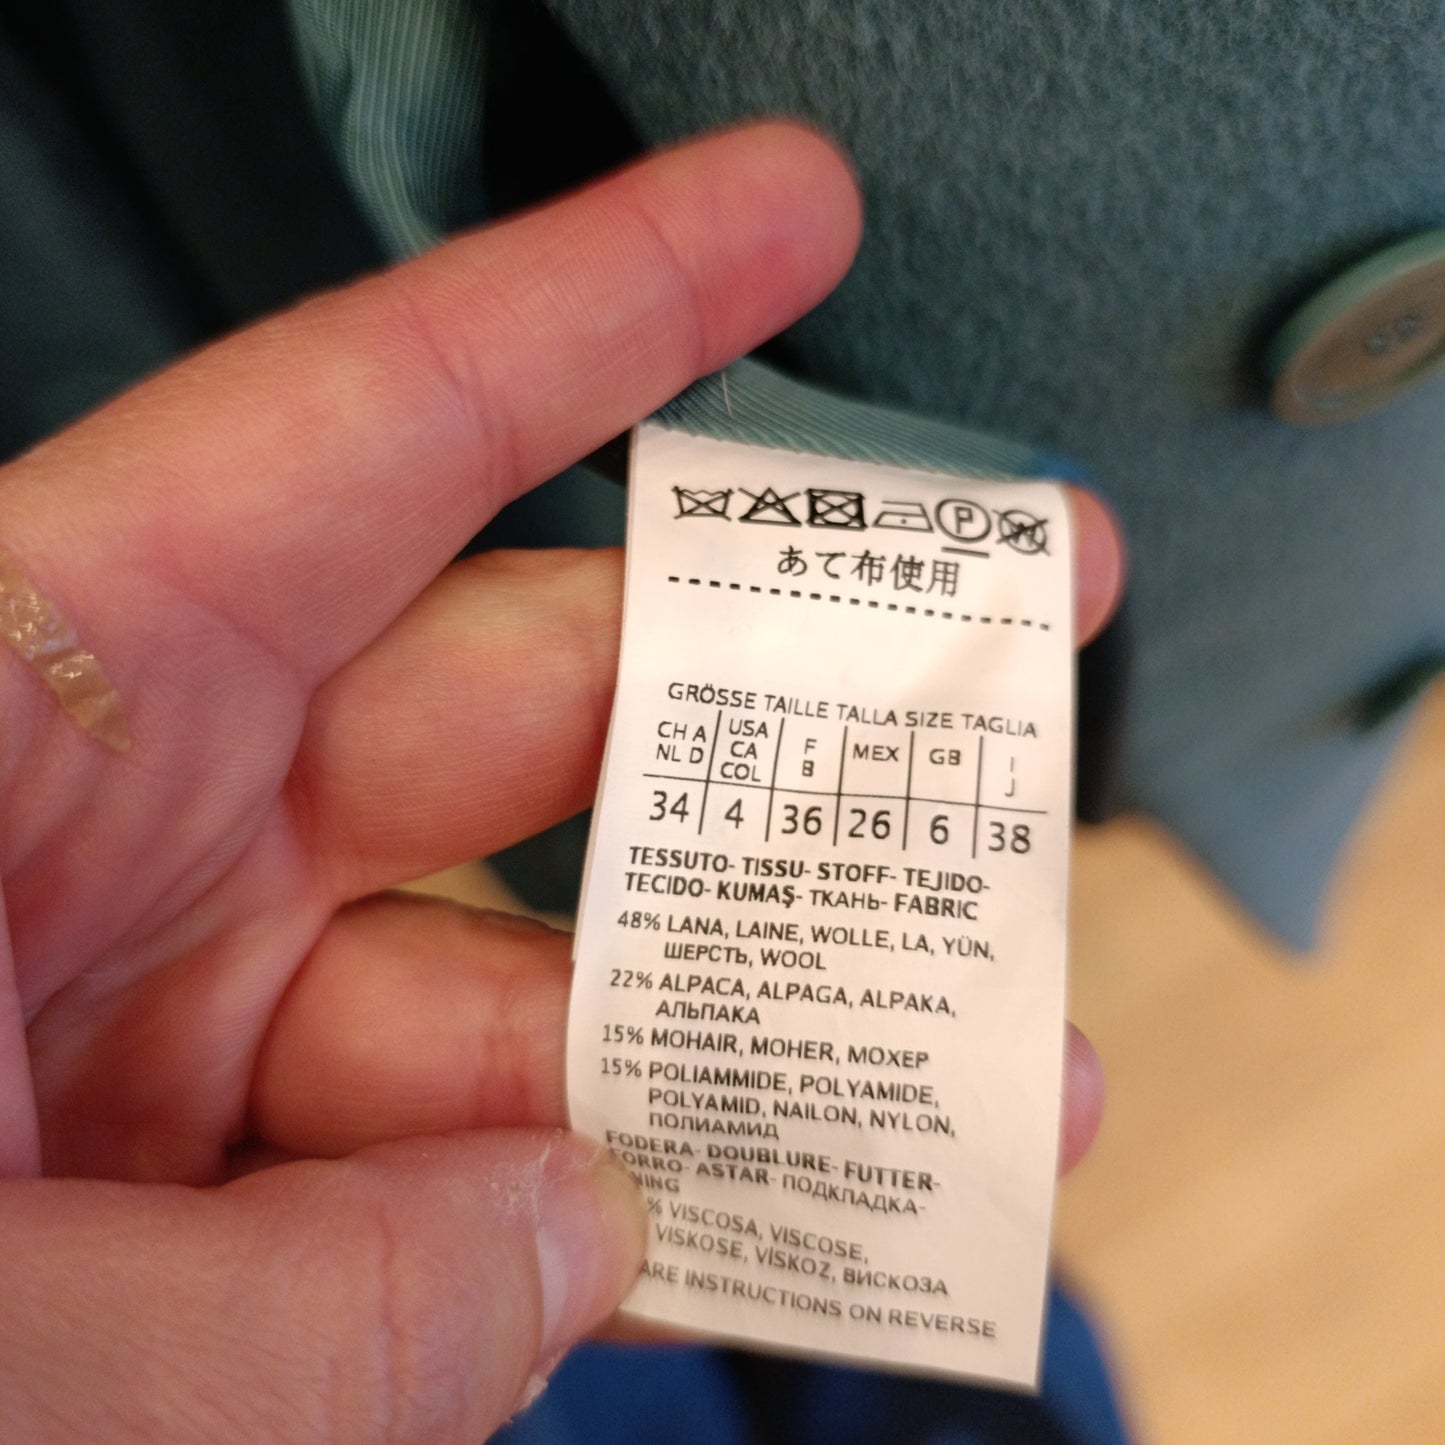 P W
あて布使用
GRÖSSE TAILLE TALLA SIZE TAGLIA
CH A NL D USA CA COL F B MEX GB I J
34 4 36 26 6 38
TESSUTO- TISSU- STOFF- TEJIDO-
TECIDO- KUMAŞ- ТКАНЬ- FABRIC
48% LANA, LAINE, WOLLE, LA, YÜN,
ШЕРСТЬ, WOOL
22% ALPACA, ALPAGA, ALPAKA,
АЛЬПАКА
15% MOHAIR, MOHER, МОХЕР
15% POLIAMMIDE, POLYAMIDE,
POLYAMID, NAILON, NYLON,
ПОЛИАМИД
FODERA- DOUBLURE- FUTTER-
FORRO- ASTAR- ПОДКЛАДКА-
% VISCOSA, VISCOSE,
VISKOSE, VİSKOZ, ВИСКОЗА
INSTRUCTIONS ON REVERSE